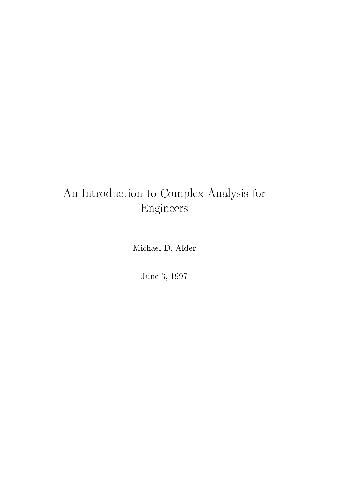 An Introduction to Complex Analysis for
Engineers
Michael D. Alder
June 3, 1997